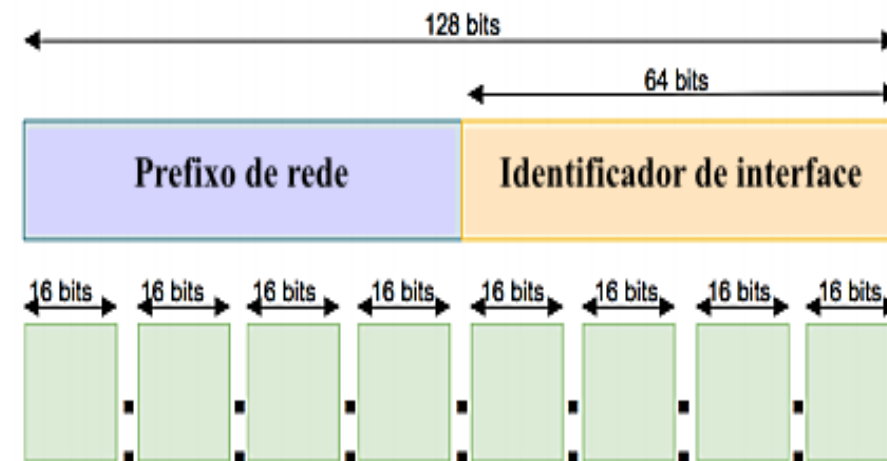 128 bits
64 bits
Prefixo de rede Identificador de interface
16 bits 16 bits 16 bits 16 bits 16 bits 16 bits 16 bits 16 bits
: : : : : : :